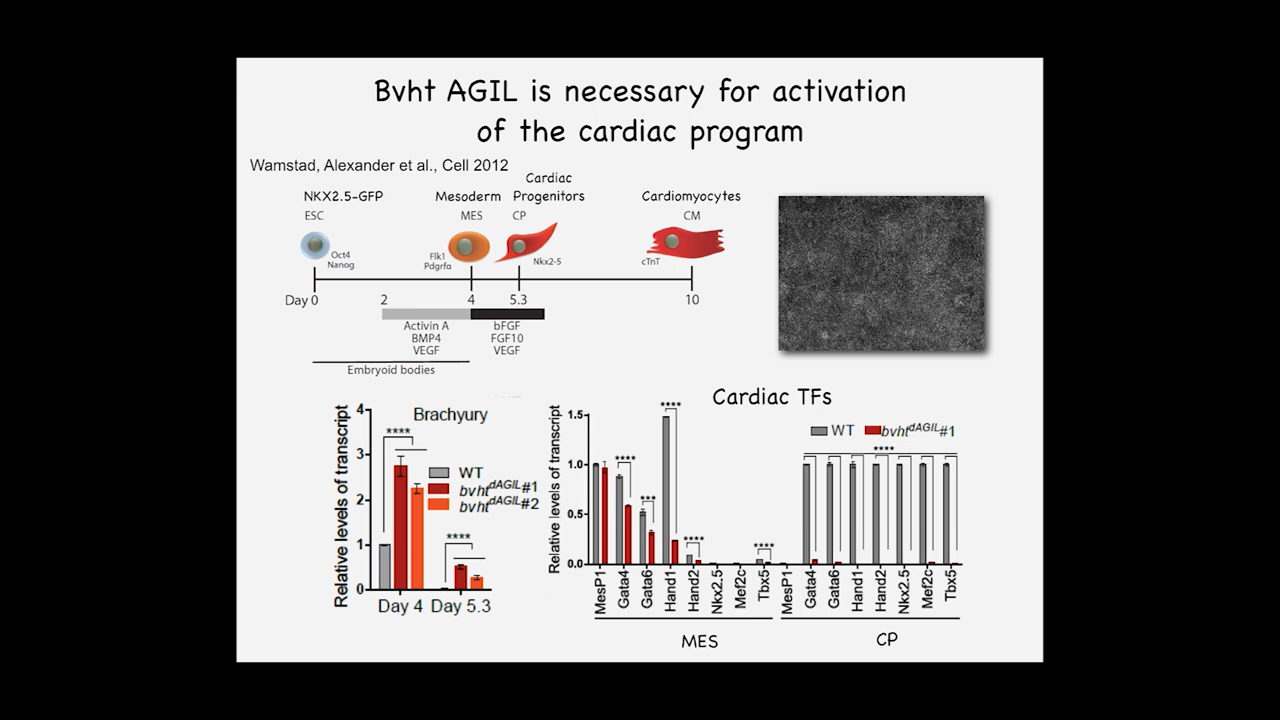 Bvht AGIL is necessary for activation
of the cardiac program
Wamstad, Alexander et al., Cell 2012
NKX2.5-GFP
Mesoderm
Cardiac
Progenitors
Cardiomyocytes
ESC
MES
CP
CM
Oct4
Nanog
Flk1
Pdgrfa
Nkx2-5
cTnT
Day 0
2
4
5.3
10
Activin A
BMP4
VEGF
bFGF
FGF10
VEGF
Embryoid bodies
Relative levels of transcript
4
3
2
1
0
Brachyury
****
****
WT
bvht dAGIL #1
bvht dAGIL #2
Day 4
Day 5.3
Cardiac TFs
Relative levels of transcript
1.5
1.0
0.5
0.0
****
***
****
****
****
WT
bvht dAGIL #1
****
MesP1
Gata4
Gata6
Hand1
Hand2
Nkx2.5
Mef2c
Tbx5
MesP1
Gata4
Gata6
Hand1
Hand2
Nkx2.5
Mef2c
Tbx5
MES
CP